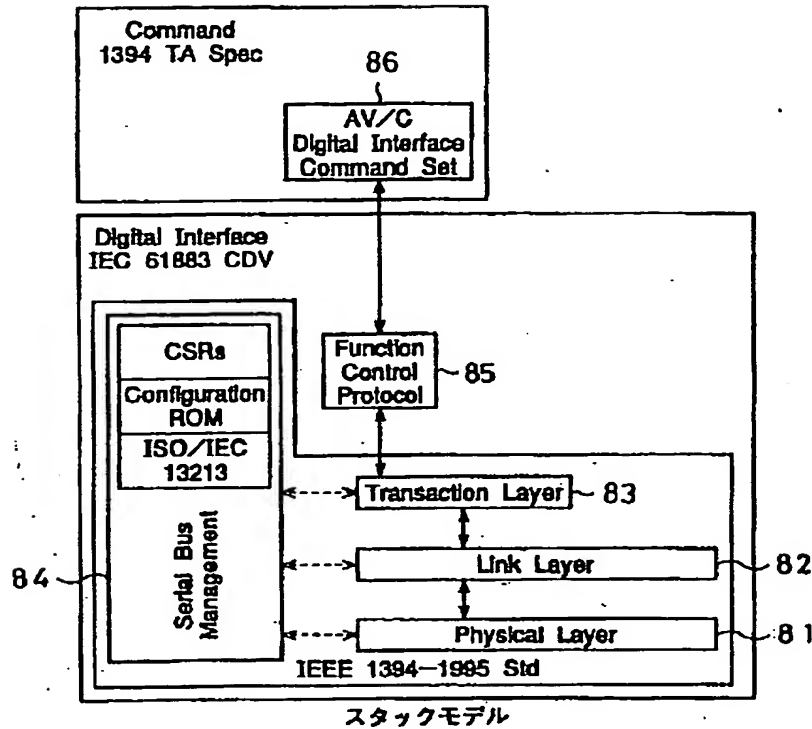 Command
1394 TA Spec
86
AV/C
Digital Interface
Command Set
Digital Interface
IEC 61883 CDV
CSRs
Configuration
ROM
ISO/IEC
13213
Function
Control
Protocol
85
Transaction Layer
83
84
Serial Bus
Management
Link Layer
82
Physical Layer
81
IEEE 1394-1995 Std
スタックモデル